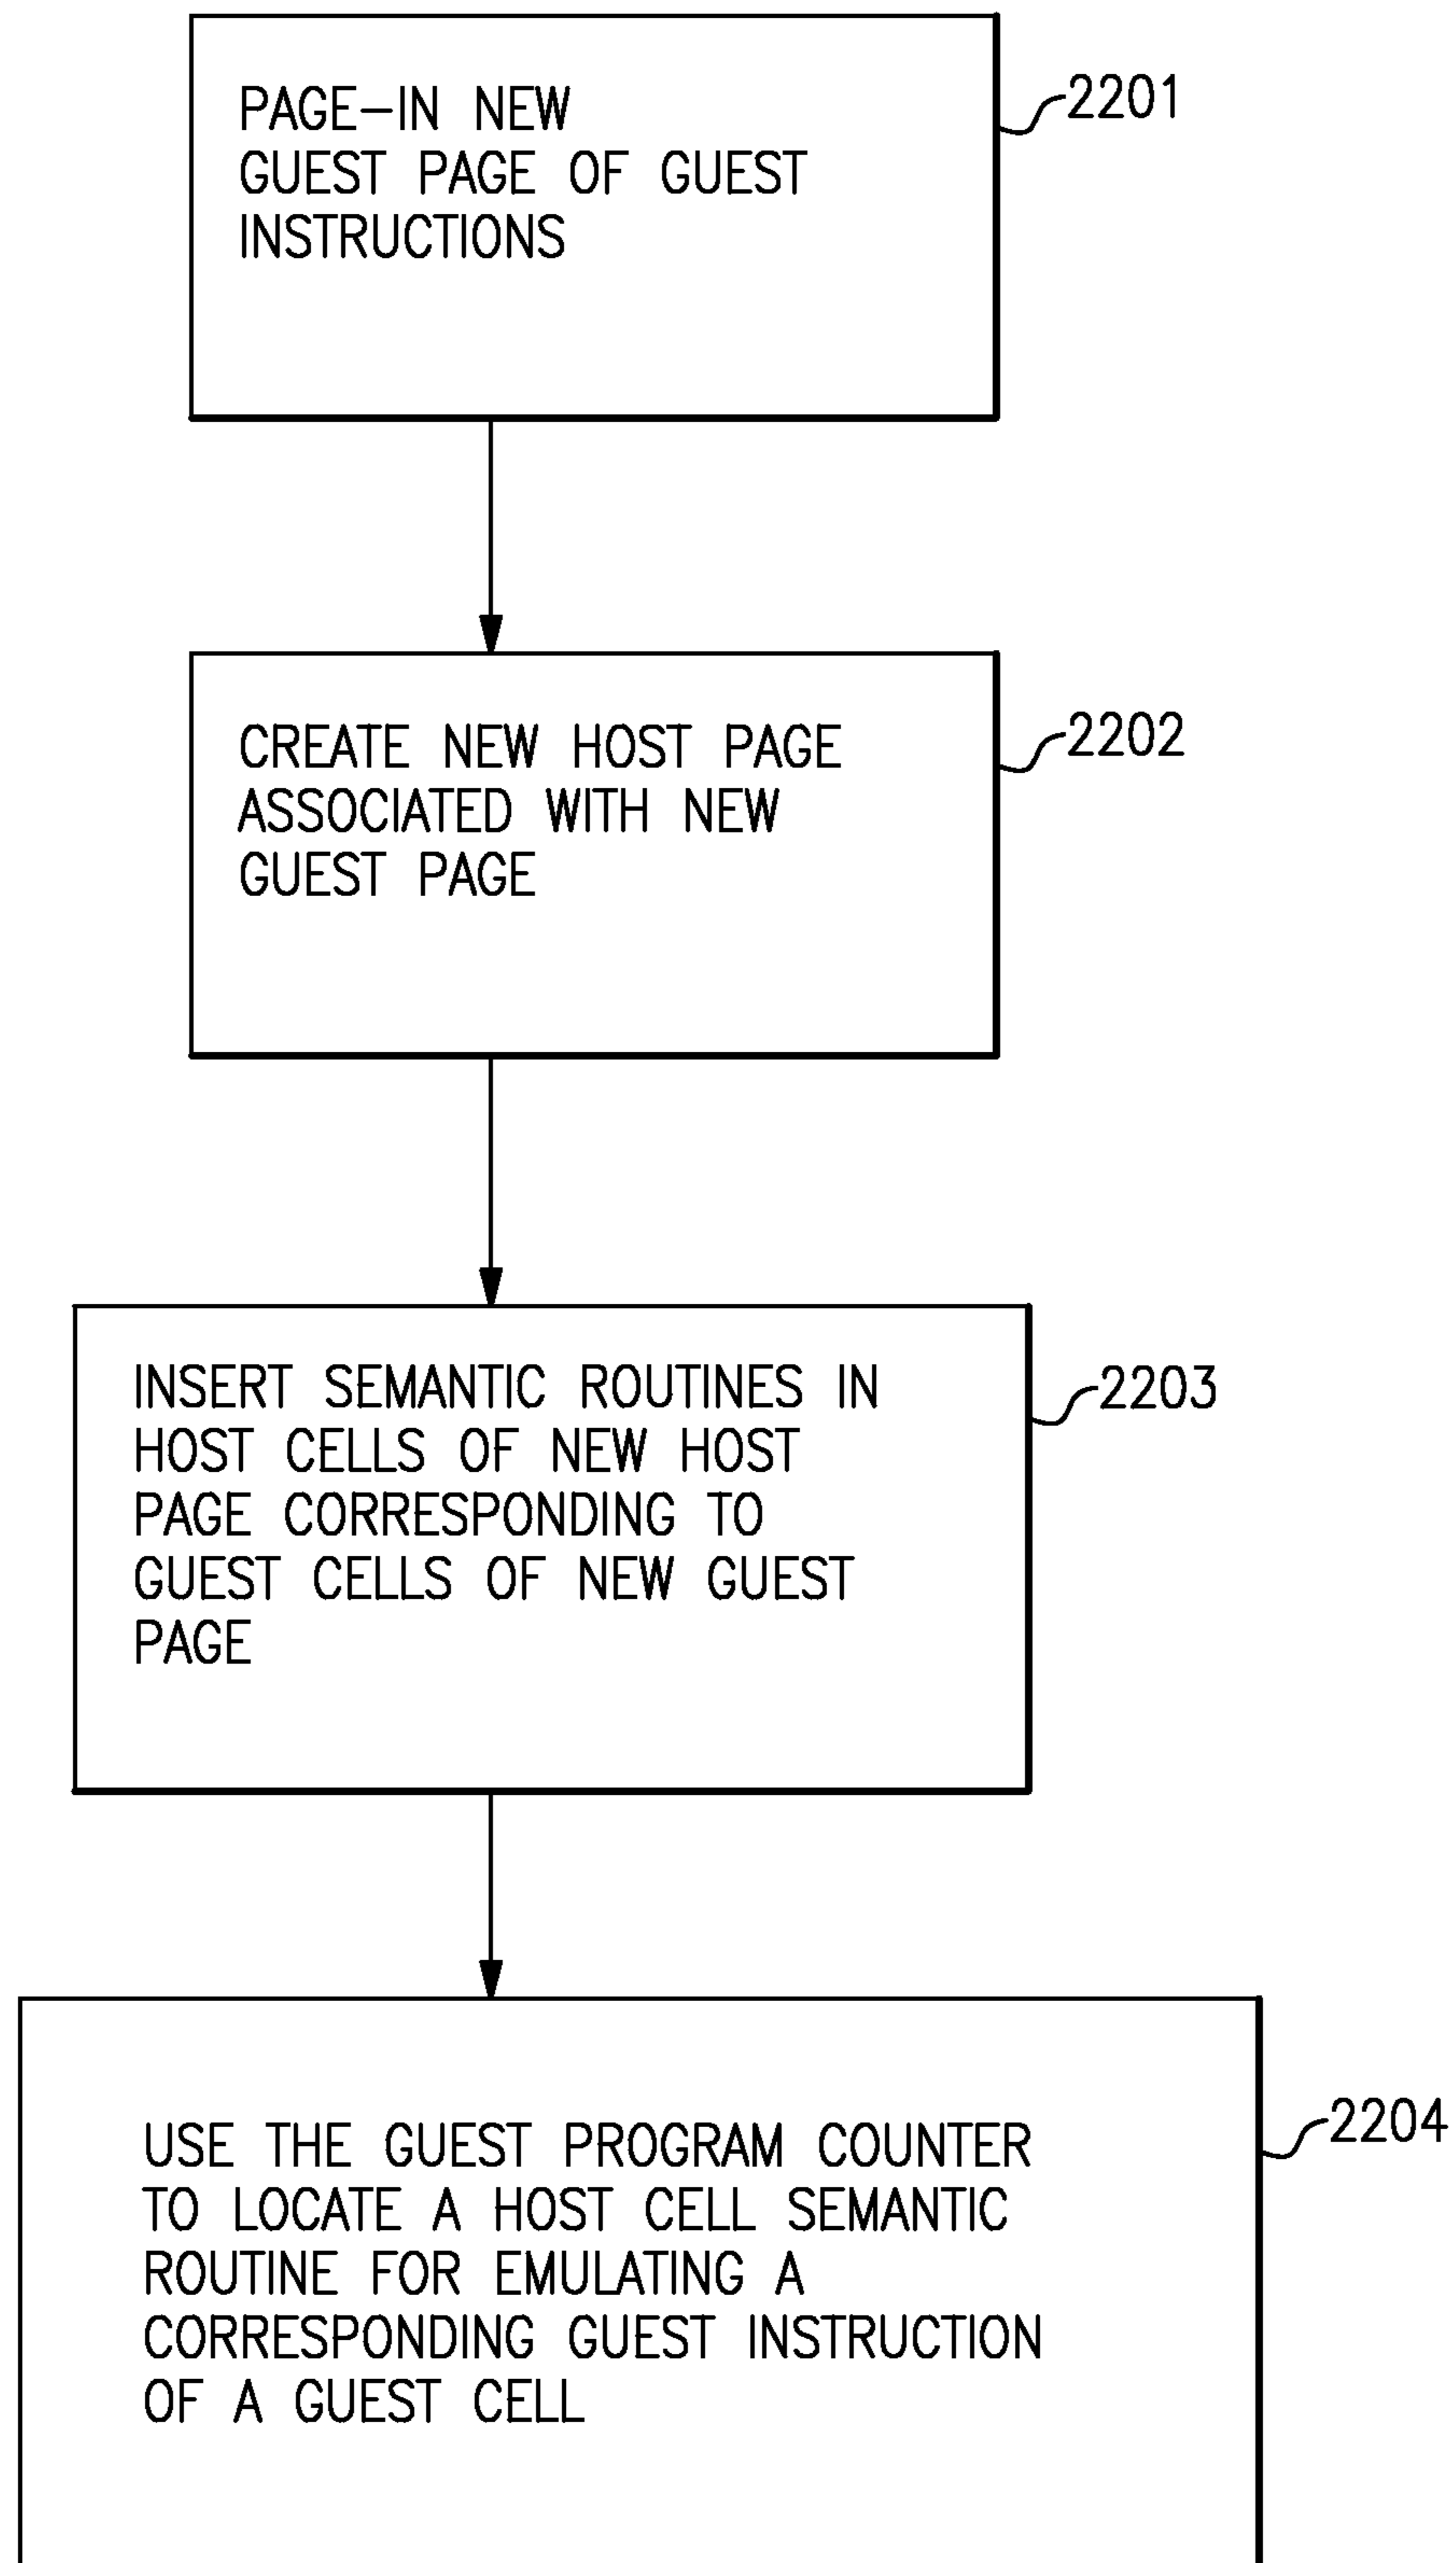 PAGE-IN NEW
GUEST PAGE OF GUEST
INSTRUCTIONS
2201
CREATE NEW HOST PAGE
ASSOCIATED WITH NEW
GUEST PAGE
2202
INSERT SEMANTIC ROUTINES IN
HOST CELLS OF NEW HOST
PAGE CORRESPONDING TO
GUEST CELLS OF NEW GUEST
PAGE
2203
USE THE GUEST PROGRAM COUNTER
TO LOCATE A HOST CELL SEMANTIC
ROUTINE FOR EMULATING A
CORRESPONDING GUEST INSTRUCTION
OF A GUEST CELL
2204